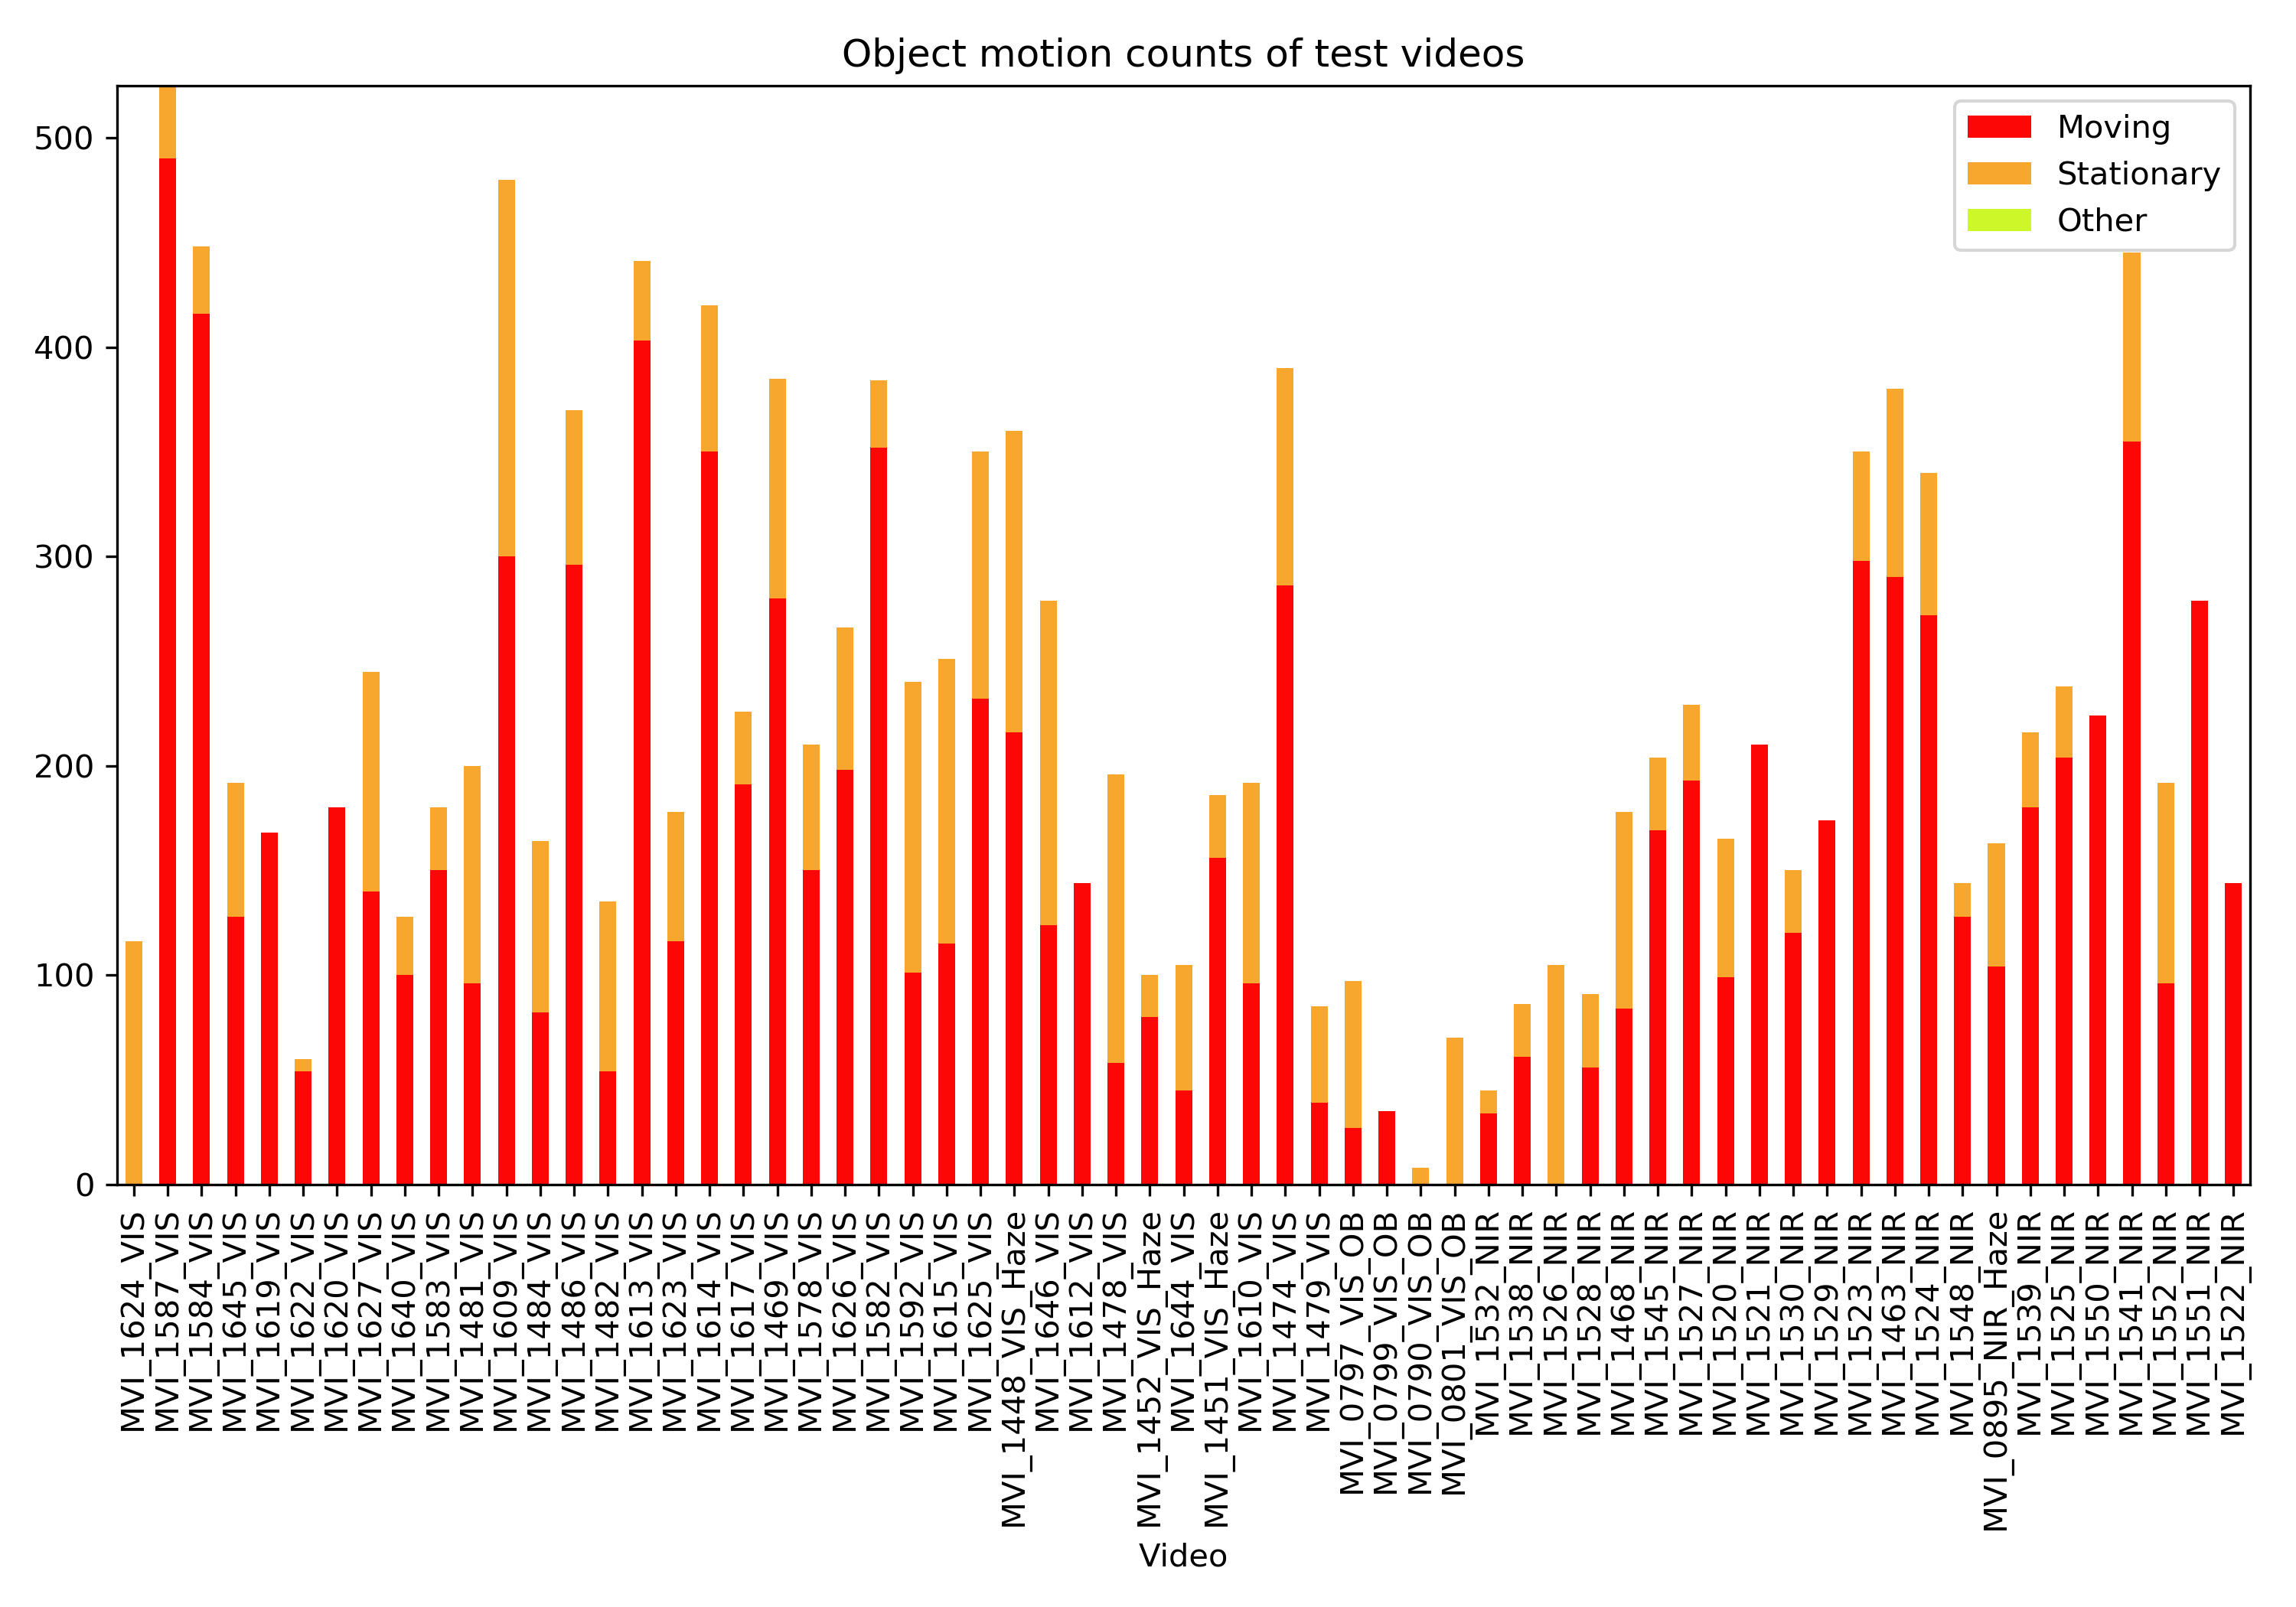 Object motion counts of test videos
Moving
Stationary
Other
500
400
300
200
100
0
MVI_1624_VIS
MVI_1587_VIS
MVI_1584_VIS
MVI_1645_VIS
MVI_1619_VIS
MVI_1622_VIS
MVI_1620_VIS
MVI_1627_VIS
MVI_1640_VIS
MVI_1583_VIS
MVI_1481_VIS
MVI_1609_VIS
MVI_1484_VIS
MVI_1486_VIS
MVI_1482_VIS
MVI_1613_VIS
MVI_1623_VIS
MVI_1614_VIS
MVI_1617_VIS
MVI_1469_VIS
MVI_1578_VIS
MVI_1626_VIS
MVI_1582_VIS
MVI_1592_VIS
MVI_1615_VIS
MVI_1625_VIS
MVI_1448_VIS_Haze
MVI_1646_VIS
MVI_1612_VIS
MVI_1478_VIS
MVI_1452_VIS_Haze
MVI_1644_VIS
MVI_1451_VIS_Haze
MVI_1610_VIS
MVI_1474_VIS
MVI_1479_VIS
MVI_0797_VIS_OB
MVI_0799_VIS_OB
MVI_0790_VIS_OB
MVI_0801_VIS_OB
MVI_1532_NIR
MVI_1538_NIR
MVI_1526_NIR
MVI_1528_NIR
MVI_1468_NIR
MVI_1545_NIR
MVI_1527_NIR
MVI_1520_NIR
MVI_1521_NIR
MVI_1530_NIR
MVI_1529_NIR
MVI_1523_NIR
MVI_1463_NIR
MVI_1524_NIR
MVI_1548_NIR
MVI_0895_NIR_Haze
MVI_1539_NIR
MVI_1525_NIR
MVI_1550_NIR
MVI_1541_NIR
MVI_1552_NIR
MVI_1551_NIR
MVI_1522_NIR
Video